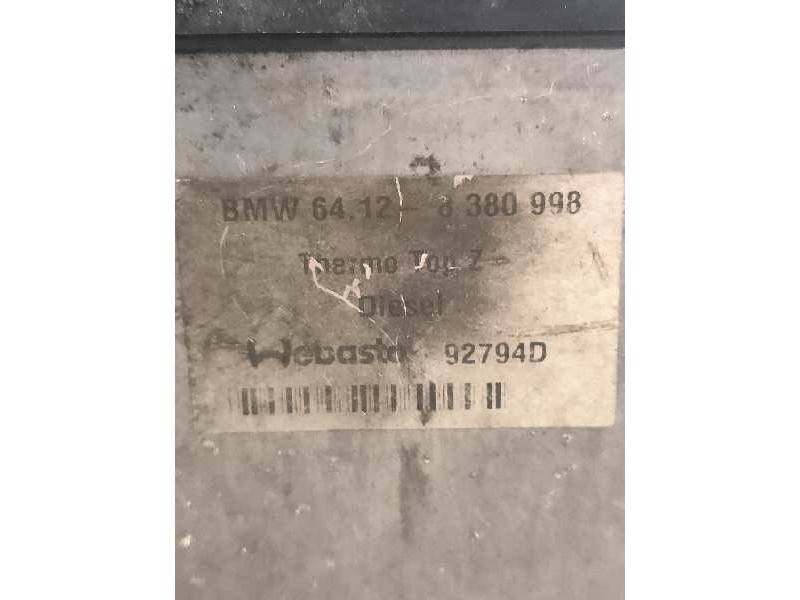 BMW 64.12 - 8 380 998
Thermo Top Z -
Diesel
Webasto 92794D